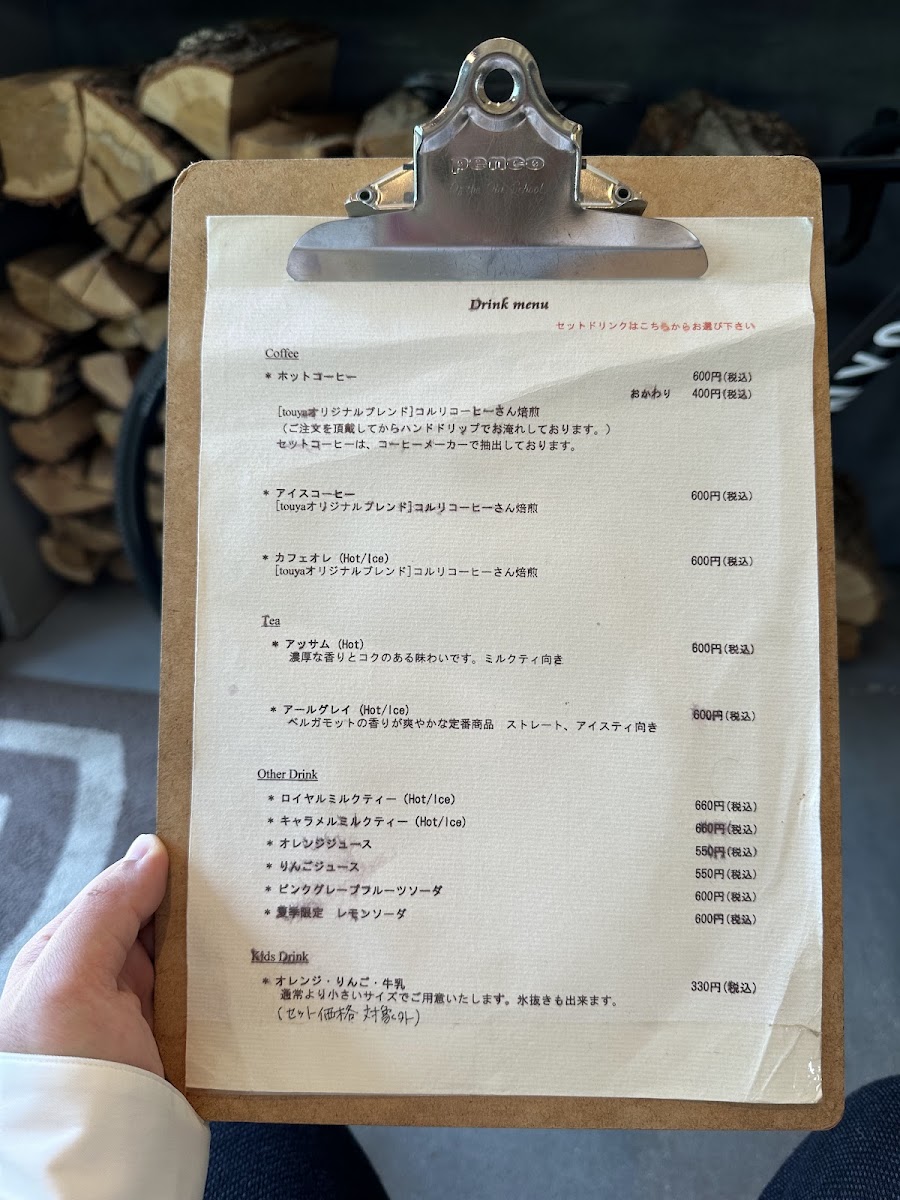 penco
Drink menu
セットドリンクはこちらからお選び下さい
Coffee
* ホットコーヒー 600円(税込)
おかわり 400円(税込)
[touyaオリジナルブレンド]コルリコーヒーさん焙煎
(ご注文を頂戴してからハンドドリップでお淹れしております。)
セットコーヒーは、コーヒーメーカーで抽出しております。
* アイスコーヒー 600円(税込)
[touyaオリジナルブレンド]コルリコーヒーさん焙煎
* カフェオレ (Hot/Ice) 600円(税込)
[touyaオリジナルブレンド]コルリコーヒーさん焙煎
Tea
* アッサム (Hot) 600円(税込)
濃厚な香りとコクのある味わいです。ミルクティ向き
* アールグレイ (Hot/Ice) 600円(税込)
ベルガモットの香りが爽やかな定番商品 ストレート、アイスティ向き
Other Drink
* ロイヤルミルクティー (Hot/Ice) 660円(税込)
* キャラメルミルクティー (Hot/Ice) 660円(税込)
* オレンジジュース 550円(税込)
* りんごジュース 550円(税込)
* ピンクグレープフルーツソーダ 600円(税込)
* 夏季限定 レモンソーダ 600円(税込)
Kids Drink
* オレンジ・りんご・牛乳 330円(税込)
通常より小さいサイズでご用意いたします。氷抜きも出来ます。
(セット価格 対象外)